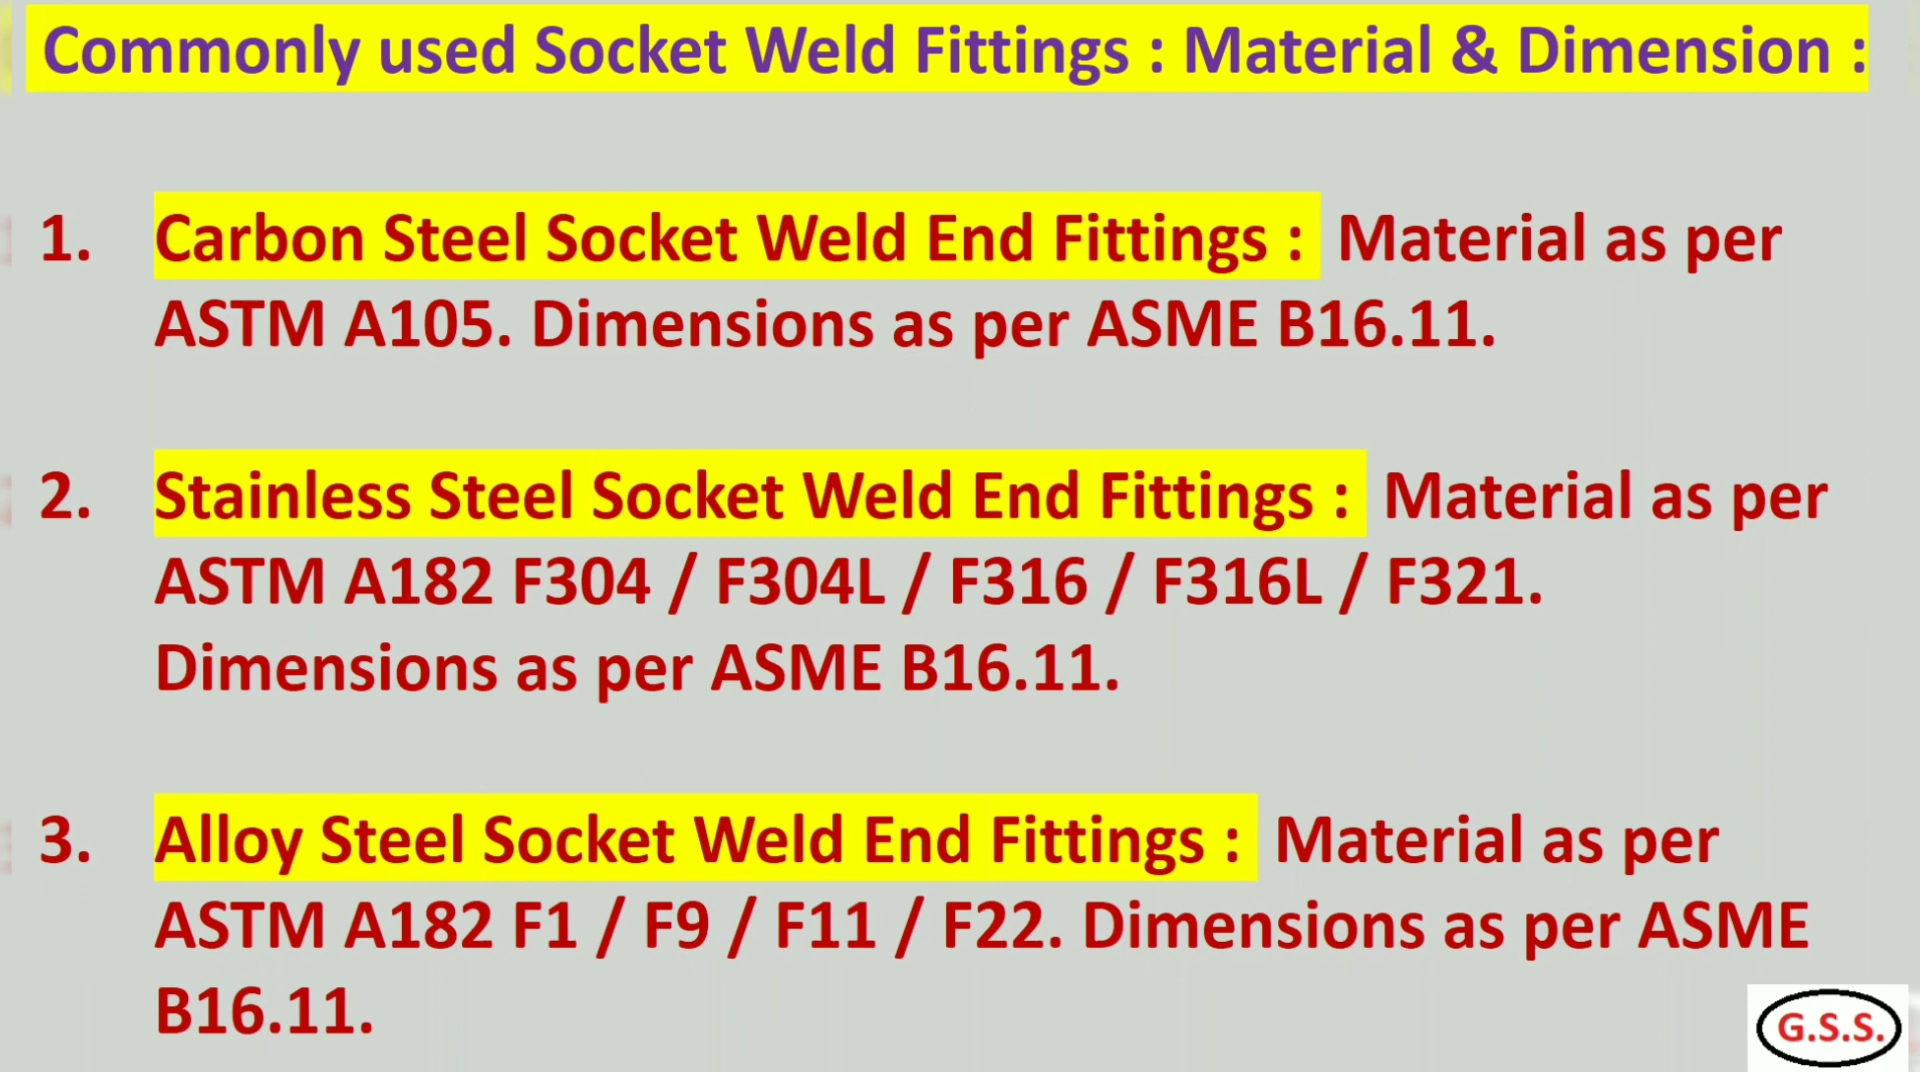 Commonly used Socket Weld Fittings : Material & Dimension :
1. Carbon Steel Socket Weld End Fittings : Material as per
ASTM A105. Dimensions as per ASME B16.11.
2. Stainless Steel Socket Weld End Fittings : Material as per
ASTM A182 F304 / F304L / F316 / F316L / F321.
Dimensions as per ASME B16.11.
3. Alloy Steel Socket Weld End Fittings : Material as per
ASTM A182 F1 / F9 / F11 / F22. Dimensions as per ASME
B16.11.
G.S.S.